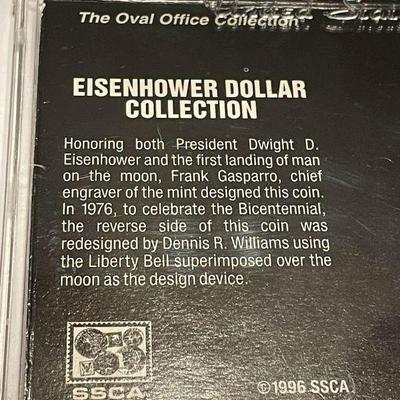 The Oval Office Collection
United Stat
EISENHOWER DOLLAR
COLLECTION
Honoring both President Dwight D.
Eisenhower and the first landing of man
on the moon, Frank Gasparro, chief
engraver of the mint designed this coin.
In 1976, to celebrate the Bicentennial,
the reverse side of this coin was
redesigned by Dennis R. Williams using
the Liberty Bell superimposed over the
moon as the design device.
SSCA
©1996 SSCA